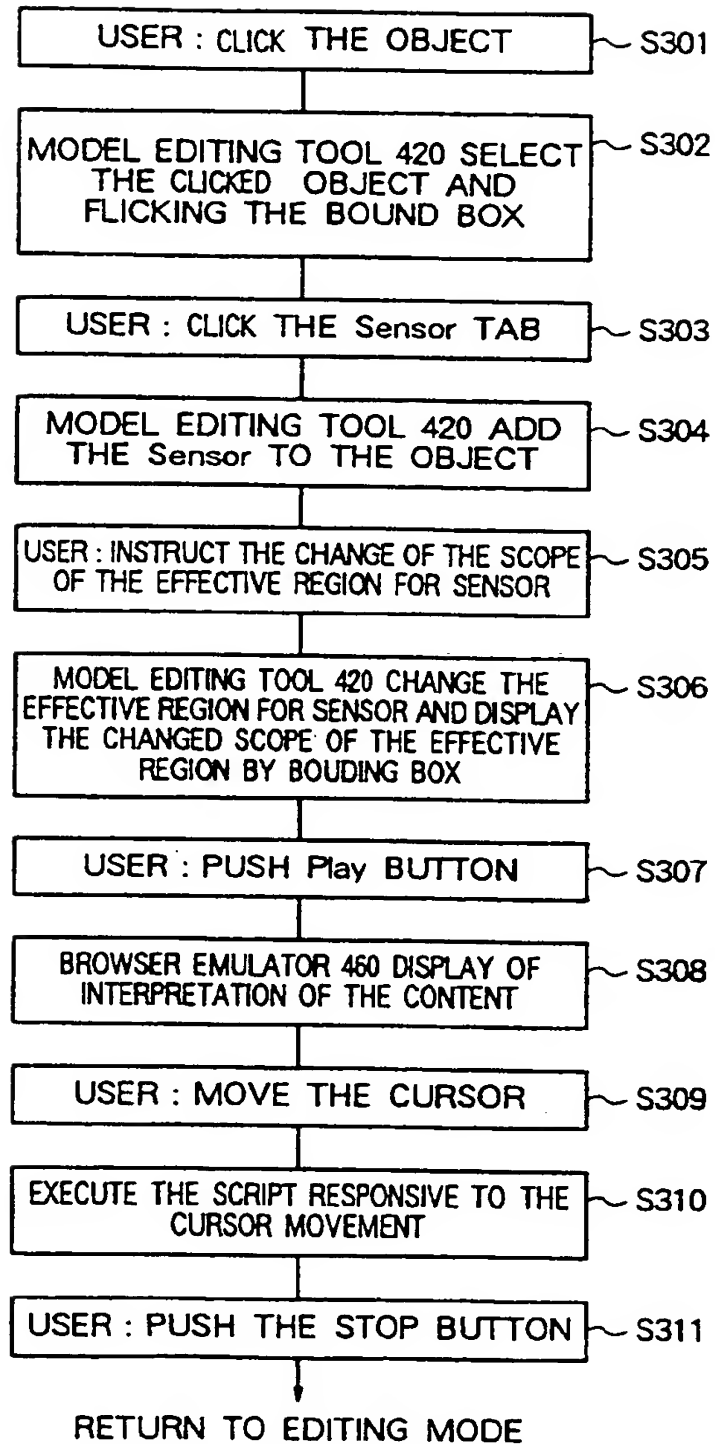 USER : CLICK THE OBJECT
S301
MODEL EDITING TOOL 420 SELECT
THE CLICKED OBJECT AND
FLICKING THE BOUND BOX
S302
USER : CLICK THE Sensor TAB
S303
MODEL EDITING TOOL 420 ADD
THE Sensor TO THE OBJECT
S304
USER : INSTRUCT THE CHANGE OF THE SCOPE
OF THE EFFECTIVE REGION FOR SENSOR
S305
MODEL EDITING TOOL 420 CHANGE THE
EFFECTIVE REGION FOR SENSOR AND DISPLAY
THE CHANGED SCOPE OF THE EFFECTIVE
REGION BY BOUDING BOX
S306
USER : PUSH Play BUTTON
S307
BROWSER EMULATOR 460 DISPLAY OF
INTERPRETATION OF THE CONTENT
S308
USER : MOVE THE CURSOR
S309
EXECUTE THE SCRIPT RESPONSIVE TO THE
CURSOR MOVEMENT
S310
USER : PUSH THE STOP BUTTON
S311
RETURN TO EDITING MODE